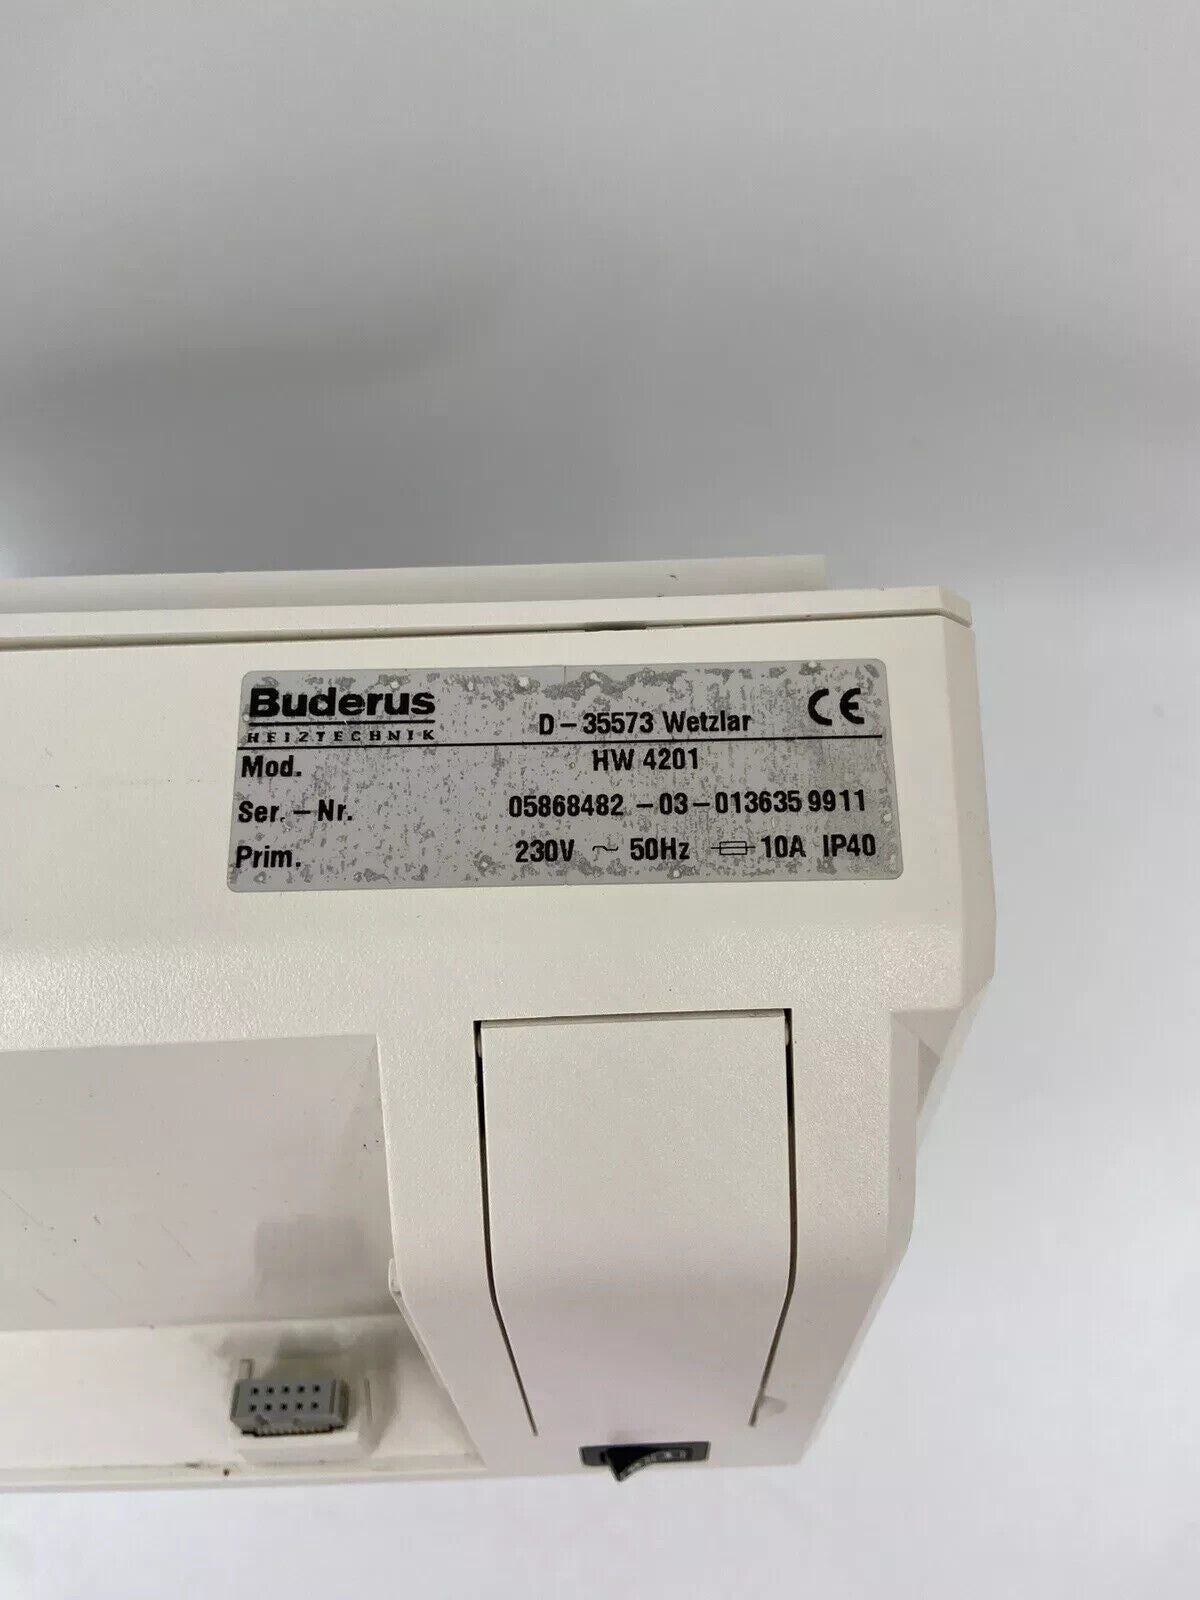 Buderus
HEIZTECHNIK
D-35573 Wetzlar CE
Mod. HW 4201
Ser.-Nr. 05868482-03-013635 9911
Prim. 230V ~ 50Hz 10A IP40